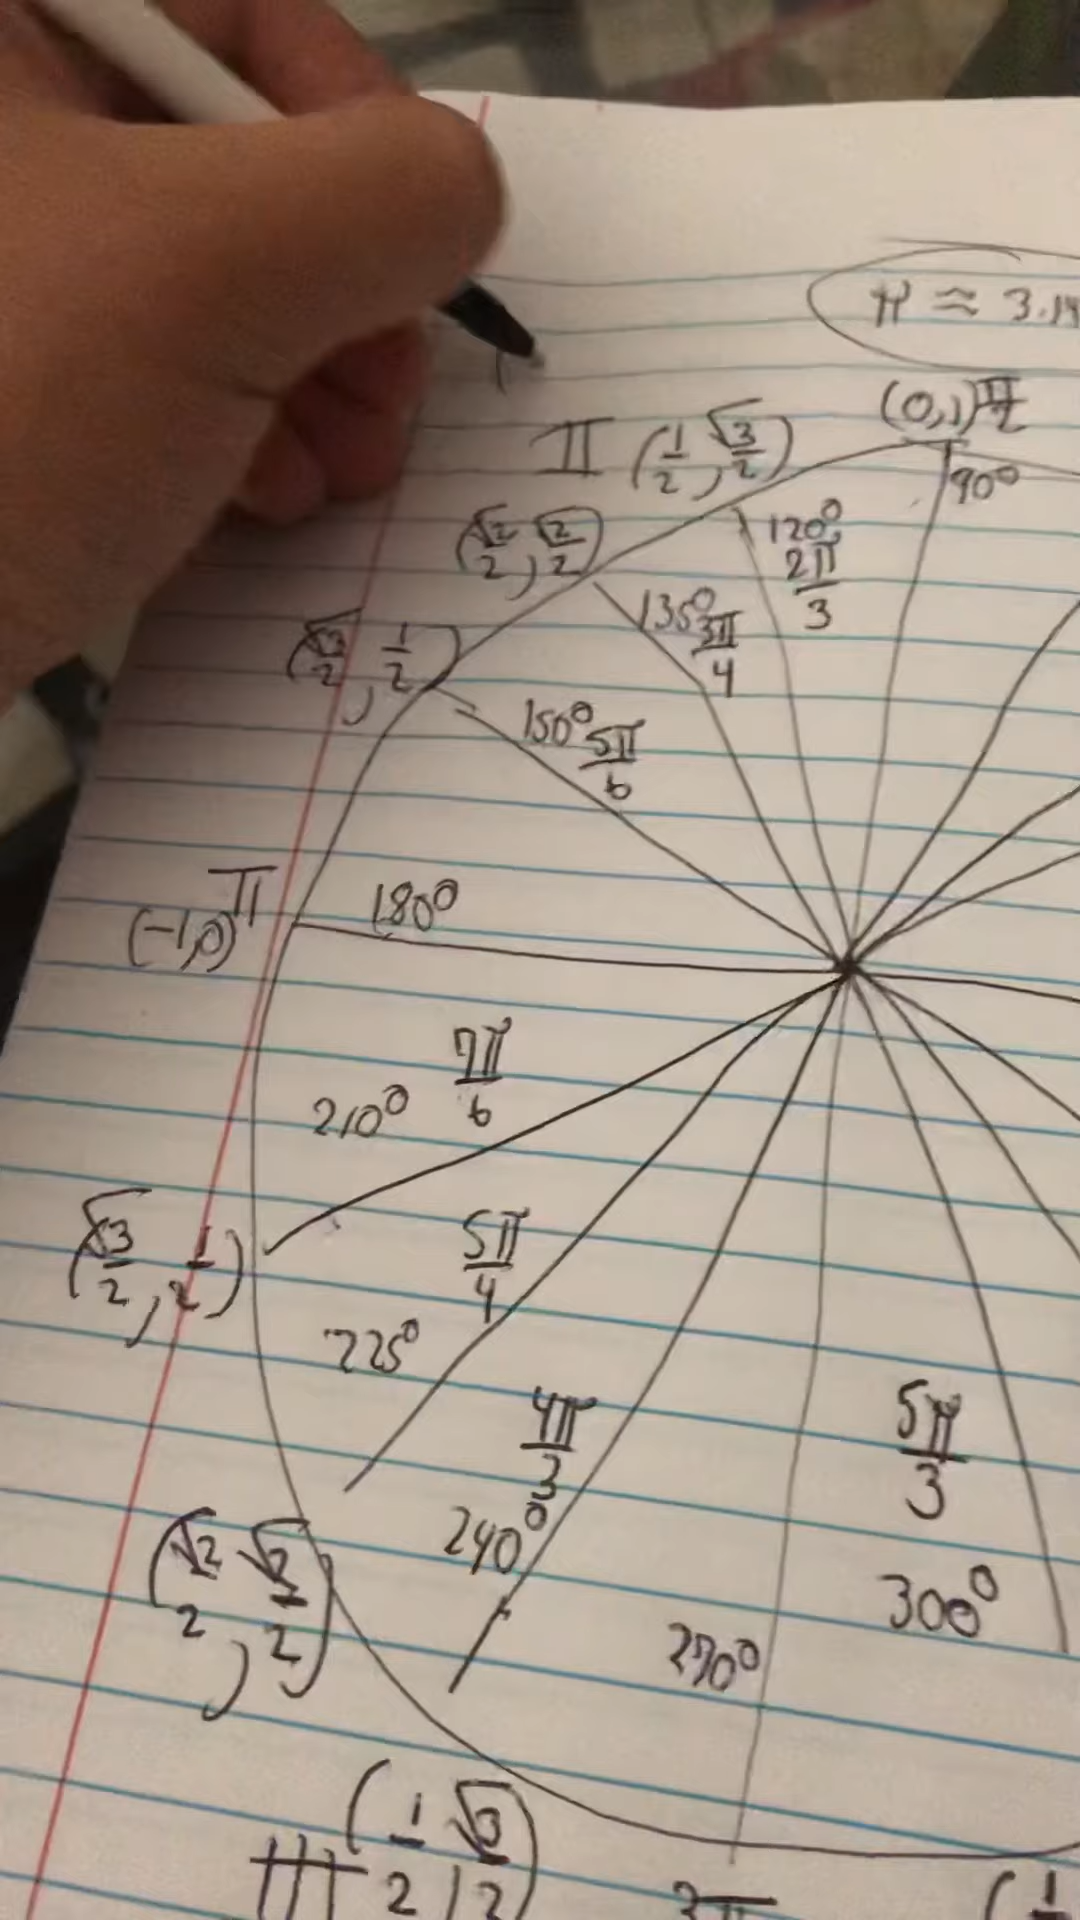 π ≈ 3.14
(0,1) π/2
II (1/2, √3/2)
90°
(√2/2, √2/2)
120°
2π/3
135° 3π/4
(√3/2, 1/2)
150° 5π/6
(-1,0) π
180°
7π/6
210°
(√3/2, 1/2)
5π/4
225°
4π/3
240°
5π/3
300°
(√2/2, √2/2)
270°
III (1/2, √3/2)